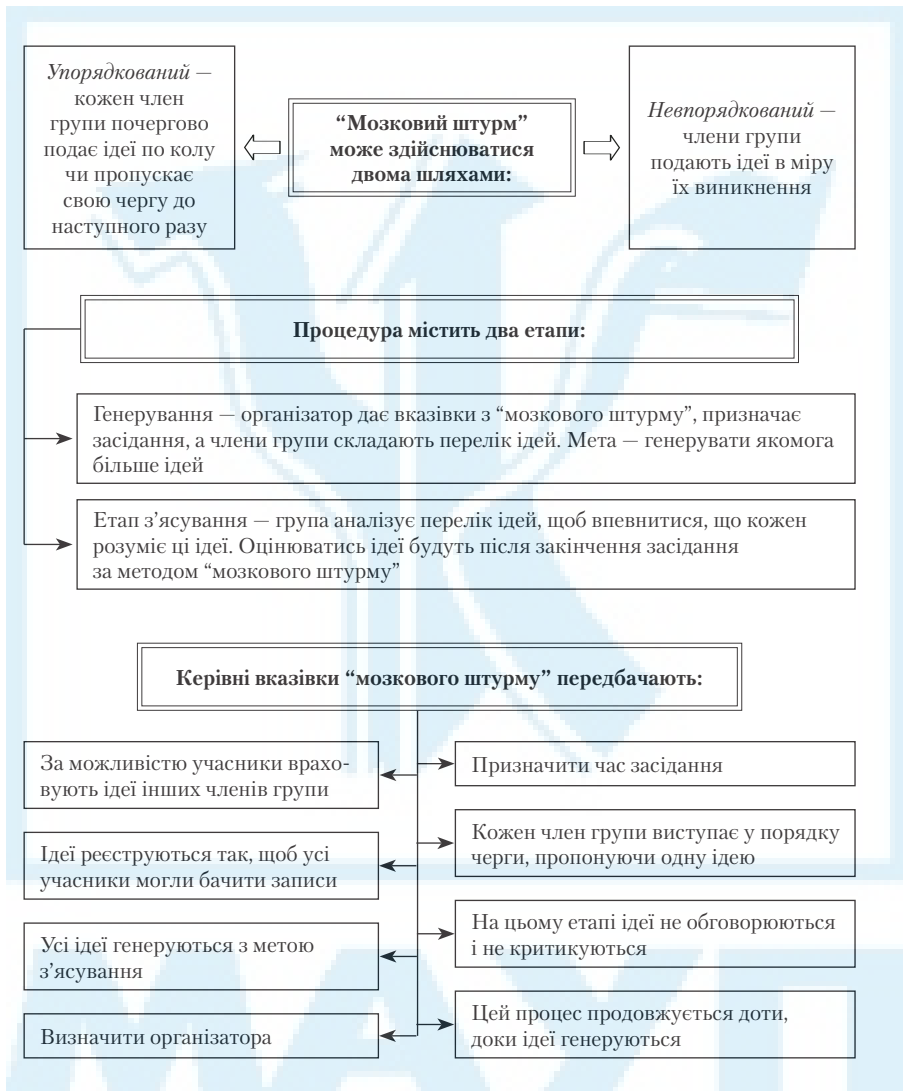 Упорядкований —
кожен член
групи почергово
подає ідеї по колу
чи пропускає
свою чергу до
наступного разу
“Мозковий штурм”
може здійснюватися
двома шляхами:
Невпорядкований —
члени групи
подають ідеї в міру
їх виникнення
Процедура містить два етапи:
Генерування — організатор дає вказівки з “мозкового штурму”, призначає
засідання, а члени групи складають перелік ідей. Мета — генерувати якомога
більше ідей
Етап з’ясування — група аналізує перелік ідей, щоб впевнитися, що кожен
розуміє ці ідеї. Оцінюватись ідеї будуть після закінчення засідання
за методом “мозкового штурму”
Керівні вказівки “мозкового штурму” передбачають:
За можливістю учасники врахо-
вують ідеї інших членів групи
Призначити час засідання
Ідеї реєструються так, щоб усі
учасники могли бачити записи
Кожен член групи виступає у порядку
черги, пропонуючи одну ідею
Усі ідеї генеруються з метою
з’ясування
На цьому етапі ідеї не обговорюються
і не критикуються
Визначити організатора
Цей процес продовжується доти,
доки ідеї генеруються